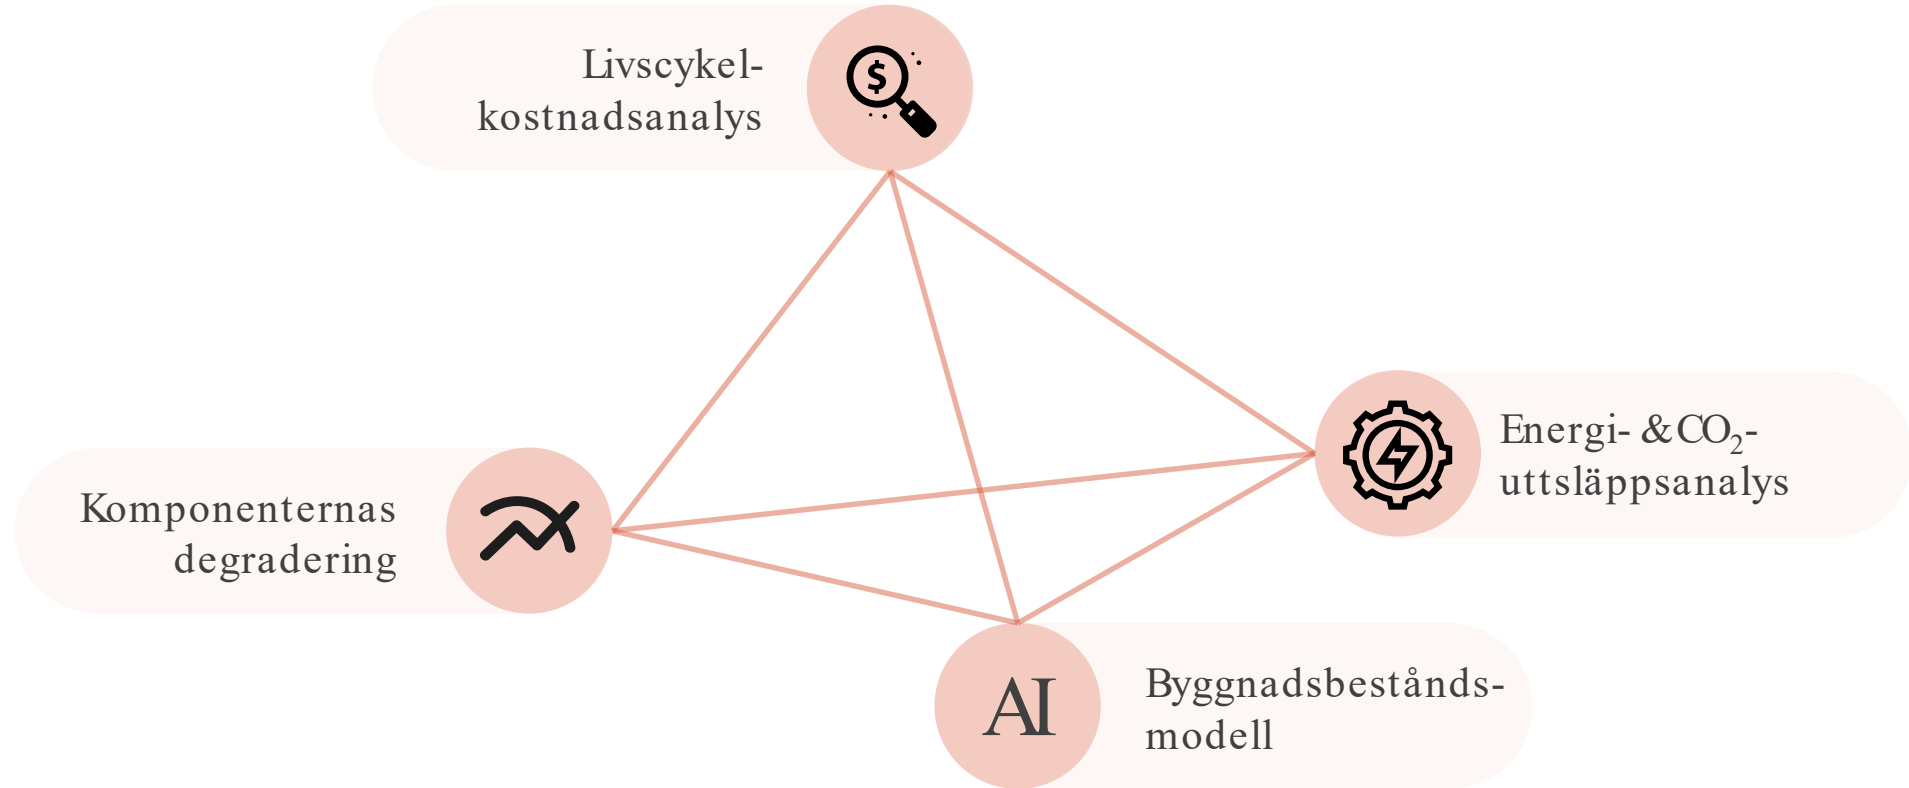 Livscykel-
kostnadsanalys
$
Energi- & CO₂-
uttsläppsanalys
Komponenternas
degradering
AI
Byggnadsbestånds-
modell